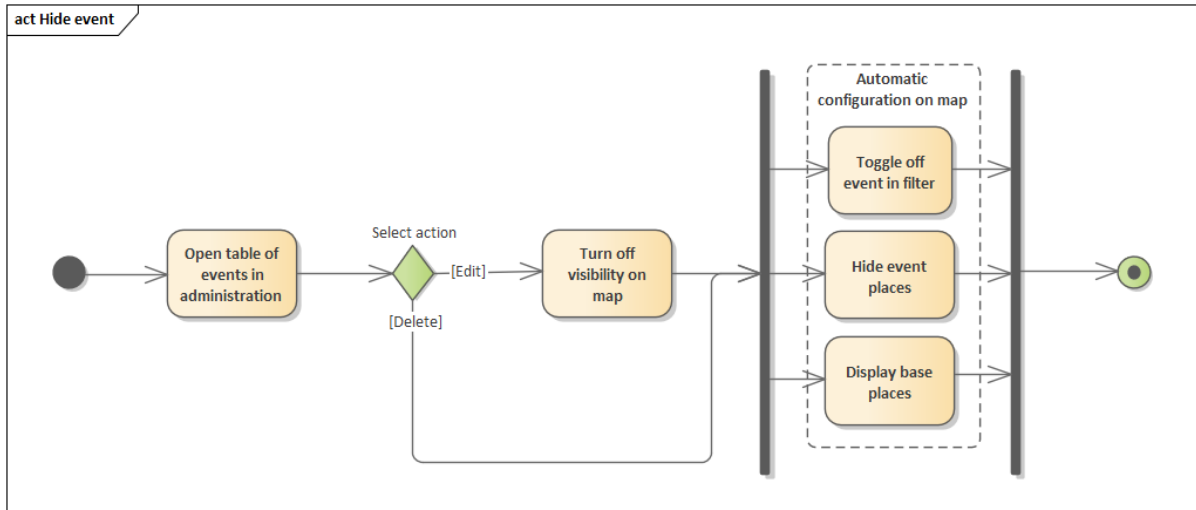 act Hide event
Automatic
configuration on map
Toggle off
event in filter
Select action
Open table of
events in
administration
[Edit]
Turn off
visibility on
map
Hide event
places
[Delete]
Display base
places